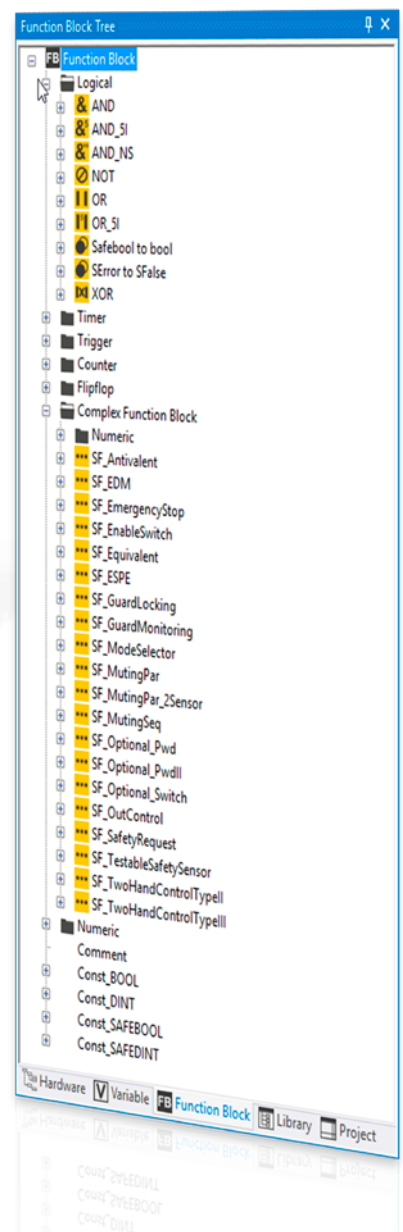 Function Block Tree
FB Function Block
Logical
& AND
&5 AND_5I
AND_NS
NOT
OR
OR_5I
Safebool to bool
SError to SFalse
XOR
Timer
Trigger
Counter
Flipflop
Complex Function Block
Numeric
SF_Antivalent
SF_EDM
SF_EmergencyStop
SF_EnableSwitch
SF_Equivalent
SF_ESPE
SF_GuardLocking
SF_GuardMonitoring
SF_ModeSelector
SF_MutingPar
SF_MutingPar_2Sensor
SF_MutingSeq
SF_Optional_Pwd
SF_Optional_PwdII
SF_Optional_Switch
SF_OutControl
SF_SafetyRequest
SF_TestableSafetySensor
SF_TwoHandControlTypeII
SF_TwoHandControlTypeIII
Numeric
Comment
Const_BOOL
Const_DINT
Const_SAFEBOOL
Const_SAFEDINT
Hardware V Variable FB Function Block Library Project